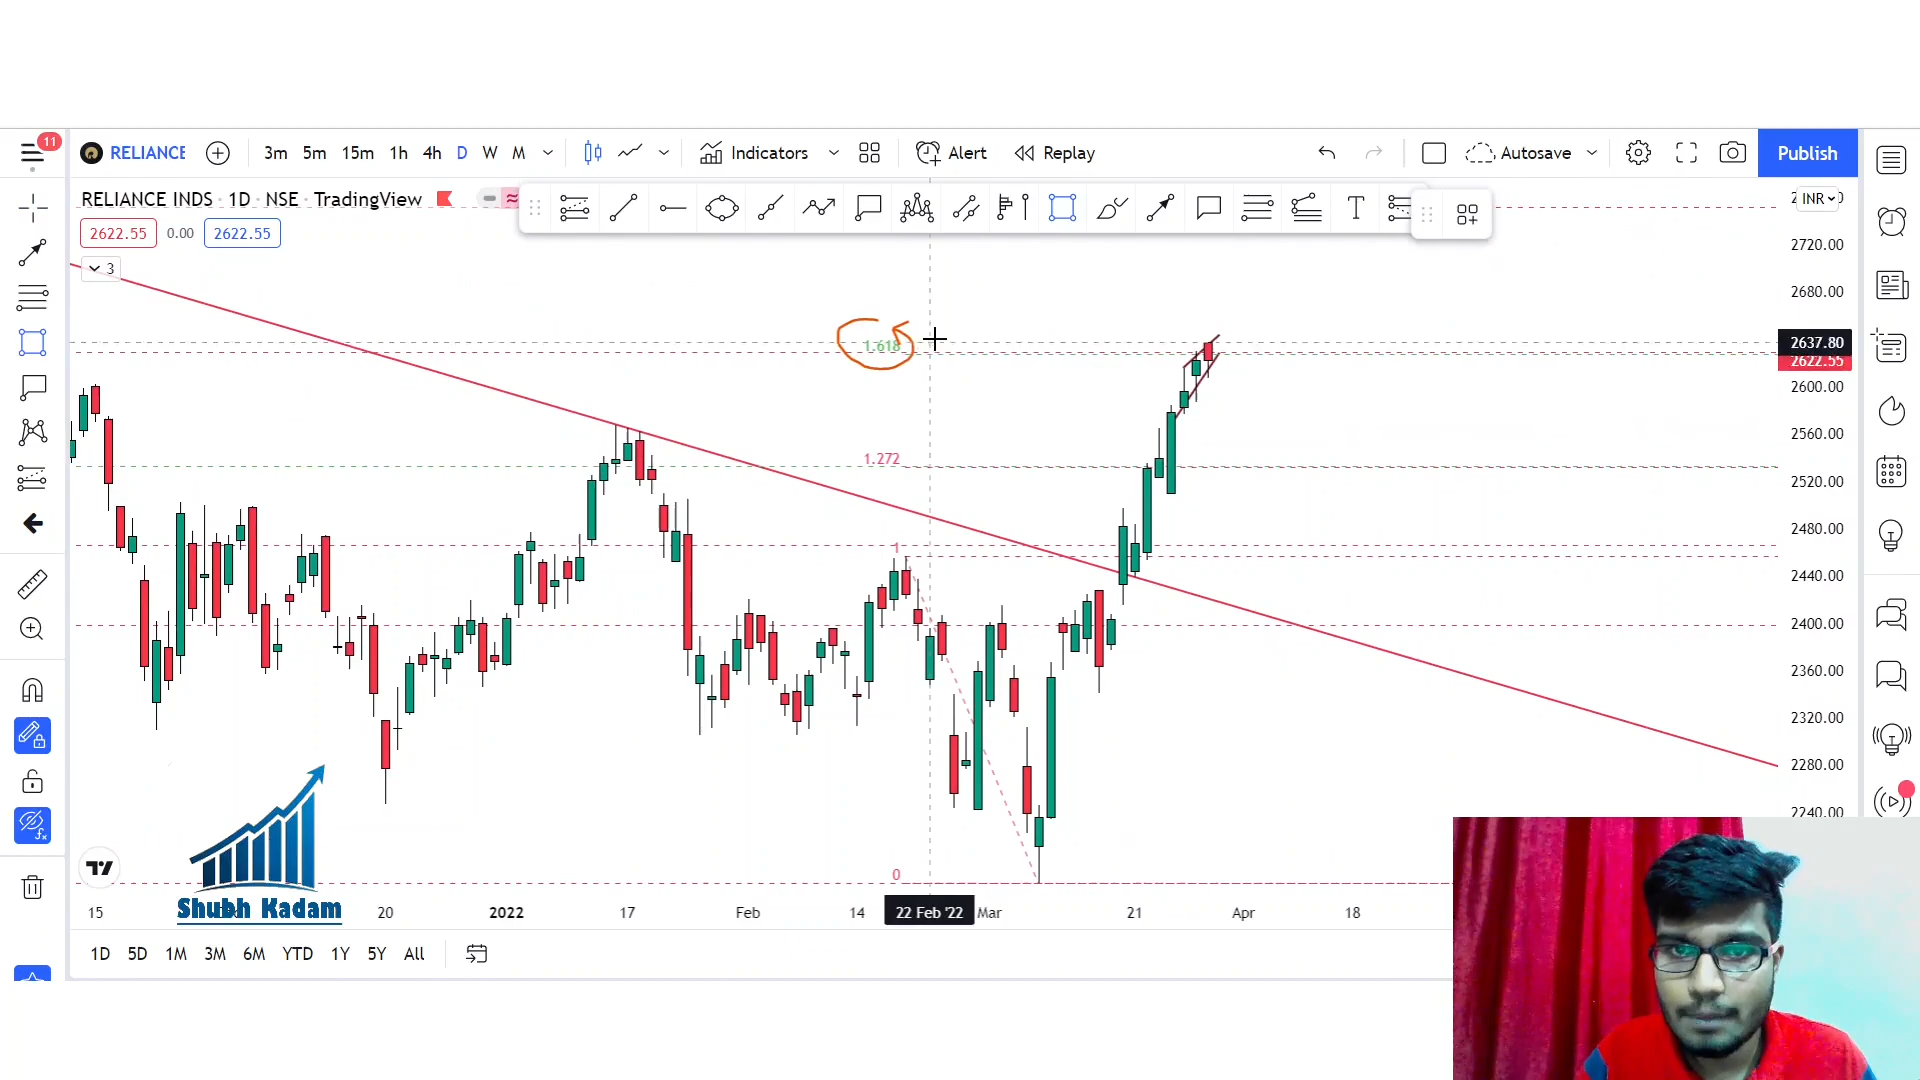 11
RELIANCE 3m 5m 15m 1h 4h D W M Indicators Alert Replay Autosave Publish
RELIANCE INDS · 1D · NSE · TradingView
INR
2622.55 0.00 2622.55
3
2720.00
2680.00
1.618
2637.80
2622.55
2600.00
2560.00
1.272
2520.00
2480.00
1
2440.00
2400.00
2360.00
2320.00
2280.00
2240.00
0
Shubh Kadam
15 20 2022 17 Feb 14 22 Feb '22 Mar 21 Apr 18
1D 5D 1M 3M 6M YTD 1Y 5Y All